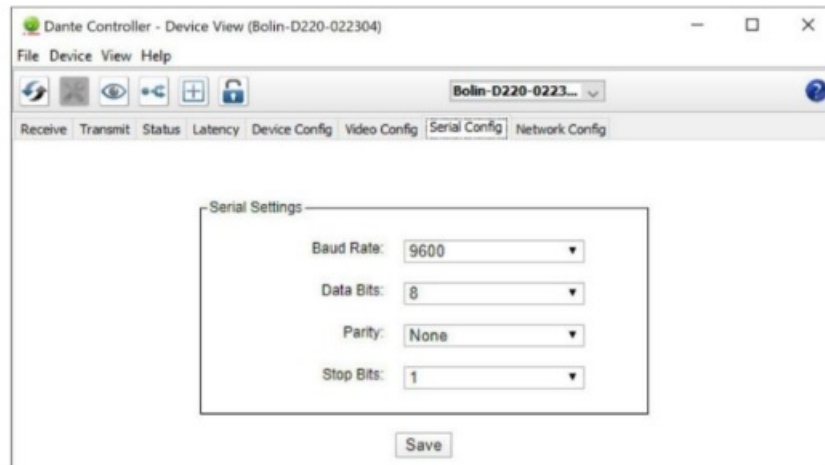 Dante Controller - Device View (Bolin-D220-022304)
File Device View Help
Bolin-D220-0223...
Receive Transmit Status Latency Device Config Video Config Serial Config Network Config
Serial Settings
Baud Rate: 9600
Data Bits: 8
Parity: None
Stop Bits: 1
Save